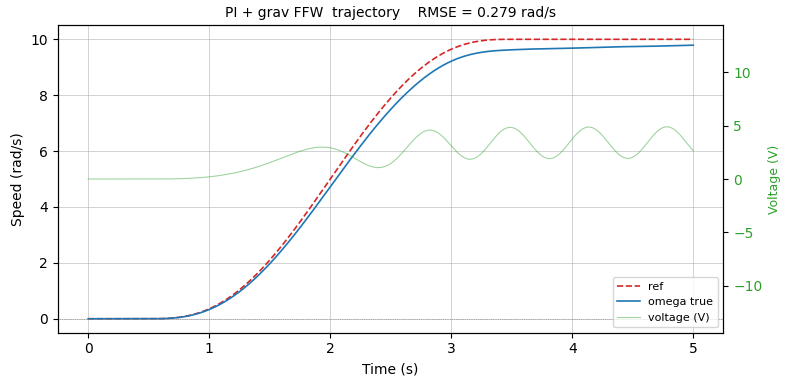 PI + grav FFW  trajectory    RMSE = 0.279 rad/s
Speed (rad/s)
10
8
6
4
2
0
0
1
2
3
4
5
Time (s)
10
5
0
−5
−10
Voltage (V)
ref
omega true
voltage (V)